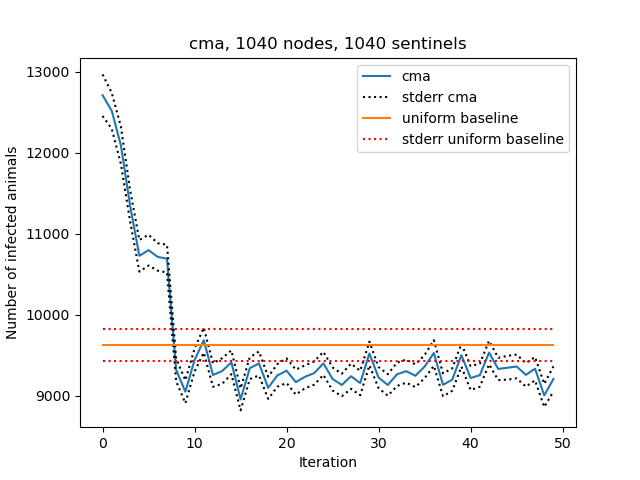 cma, 1040 nodes, 1040 sentinels
13000
12000
11000
10000
9000
Number of infected animals
cma
stderr cma
uniform baseline
stderr uniform baseline
0 10 20 30 40 50
Iteration